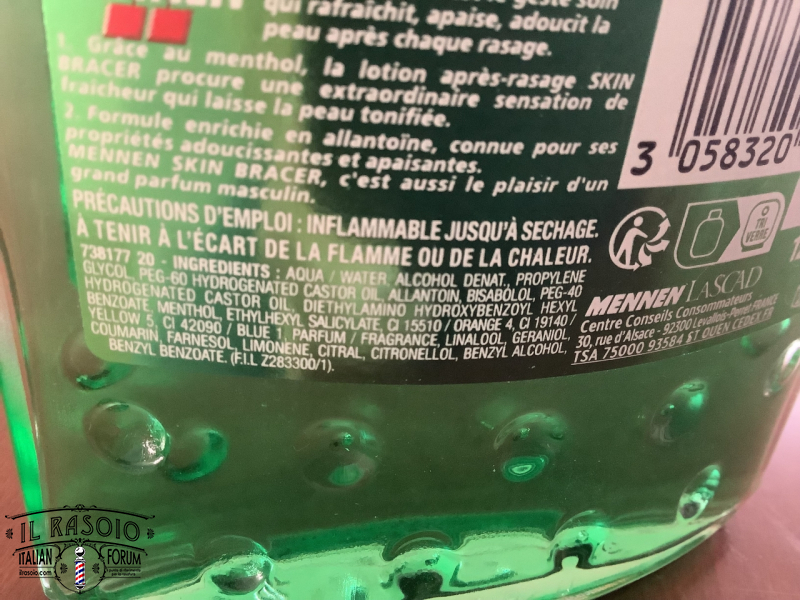 qui rafraîchit, apaise, adoucit la
peau après chaque rasage.
1. Grâce au menthol, la lotion après-rasage SKIN
BRACER procure une extraordinaire sensation de
fraîcheur qui laisse la peau tonifiée.
2. Formule enrichie en allantoïne, connue pour ses
propriétés adoucissantes et apaisantes.
MENNEN SKIN BRACER, c'est aussi le plaisir d'un
grand parfum masculin.
PRÉCAUTIONS D'EMPLOI : INFLAMMABLE JUSQU'À SECHAGE.
À TENIR À L'ÉCART DE LA FLAMME OU DE LA CHALEUR.
738177 20 - INGREDIENTS : AQUA / WATER, ALCOHOL DENAT., PROPYLENE
GLYCOL, PEG-60 HYDROGENATED CASTOR OIL, ALLANTOIN, BISABOLOL, PEG-40
HYDROGENATED CASTOR OIL, DIETHYLAMINO HYDROXYBENZOYL HEXYL
BENZOATE, MENTHOL, ETHYLHEXYL SALICYLATE, CI 15510 / ORANGE 4, CI 19140 /
YELLOW 5, CI 42090 / BLUE 1, PARFUM / FRAGRANCE, LINALOOL, GERANIOL,
COUMARIN, FARNESOL, LIMONENE, CITRAL, CITRONELLOL, BENZYL ALCOHOL,
BENZYL BENZOATE. (F.I.L Z283300/1).
3 058320
TRI
VERRE
MENNEN LASCAD
Centre Conseils Consommateurs
30, rue d'Alsace - 92300 Levallois-Perret-FRANCE
TSA 75000 93584 ST OUEN CEDEX FR
IL RASOIO
ITALIAN FORUM
ilrasoio.com